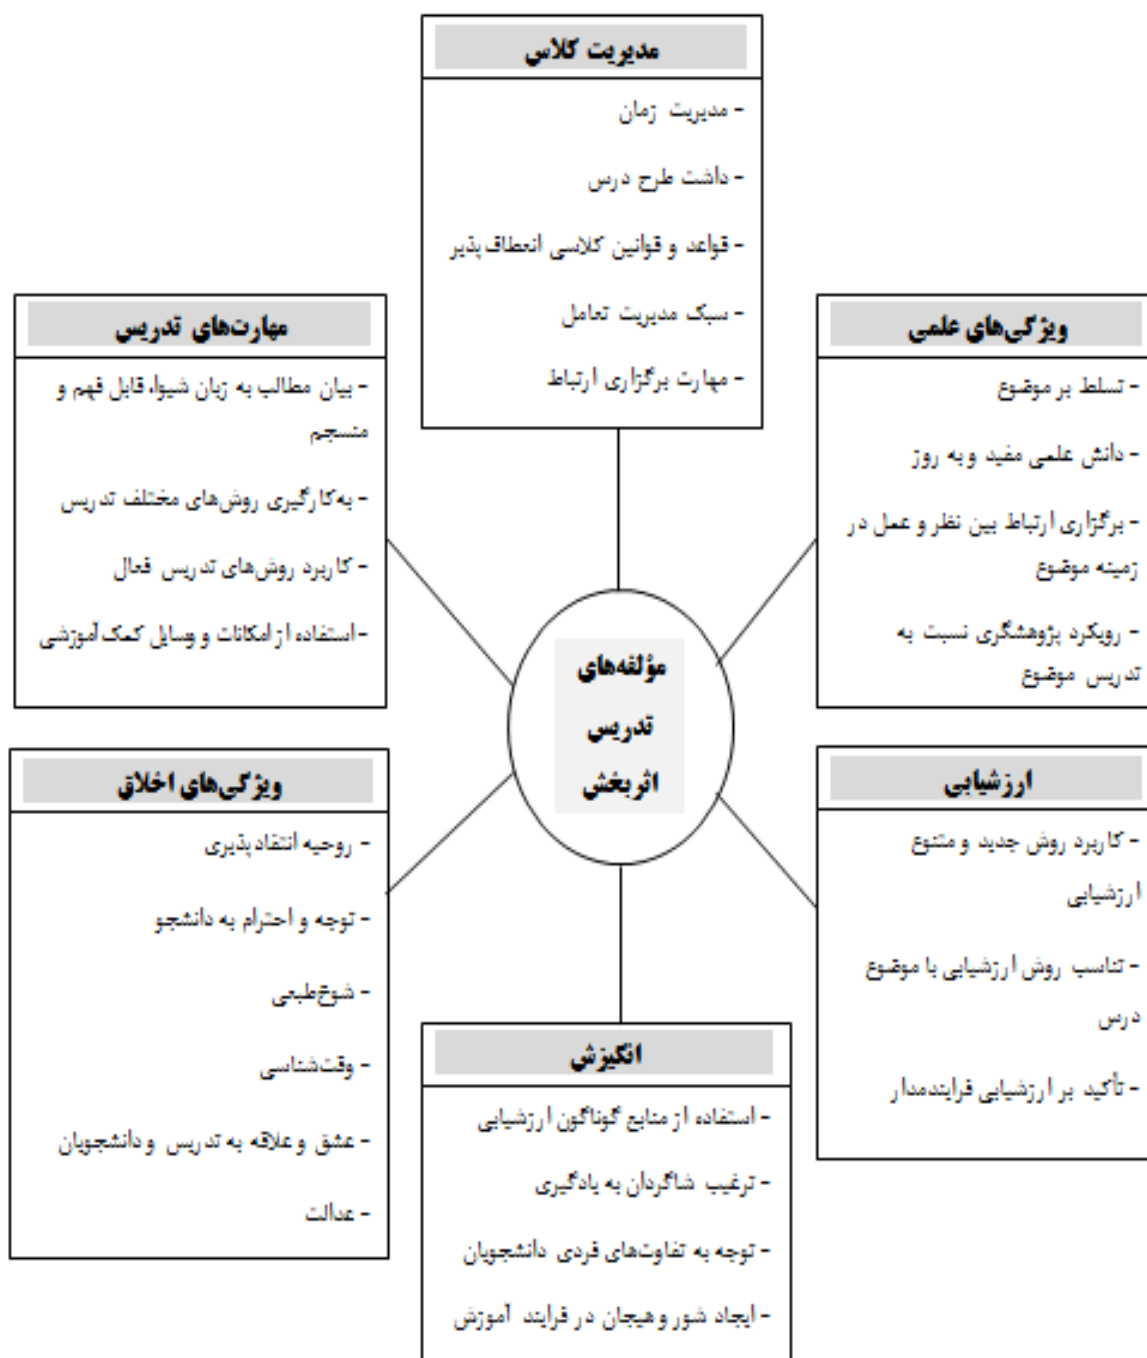 مدیریت کلاس
- مدیریت زمان
- داشت طرح درس
- قواعد و قوانین کلاسی انعطاف‌پذیر
- سبک مدیریت تعامل
- مهارت برگزاری ارتباط
ویژگی‌های علمی
- تسلط بر موضوع
- دانش علمی مفید و به روز
- برگزاری ارتباط بین نظر و عمل در
زمینه موضوع
- رویکرد پژوهشگری نسبت به
تدریس موضوع
مهارت‌های تدریس
- بیان مطالب به زبان شیوا، قابل فهم و
منسجم
- به‌کارگیری روش‌های مختلف تدریس
- کاربرد روش‌های تدریس فعال
- استفاده از امکانات و وسایل کمک‌آموزشی
مؤلفه‌های
تدریس
اثربخش
ارزشیابی
- کاربرد روش جدید و متنوع
ارزشیابی
- تناسب روش ارزشیابی با موضوع
درس
- تأکید بر ارزشیابی فرایندمدار
ویژگی‌های اخلاق
- روحیه انتقادپذیری
- توجه و احترام به دانشجو
- شوخ‌طبعی
- وقت‌شناسی
- عشق و علاقه به تدریس و دانشجویان
- عدالت
انگیزش
- استفاده از منابع گوناگون ارزشیابی
- ترغیب شاگردان به یادگیری
- توجه به تفاوت‌های فردی دانشجویان
- ایجاد شور و هیجان در فرایند آموزش